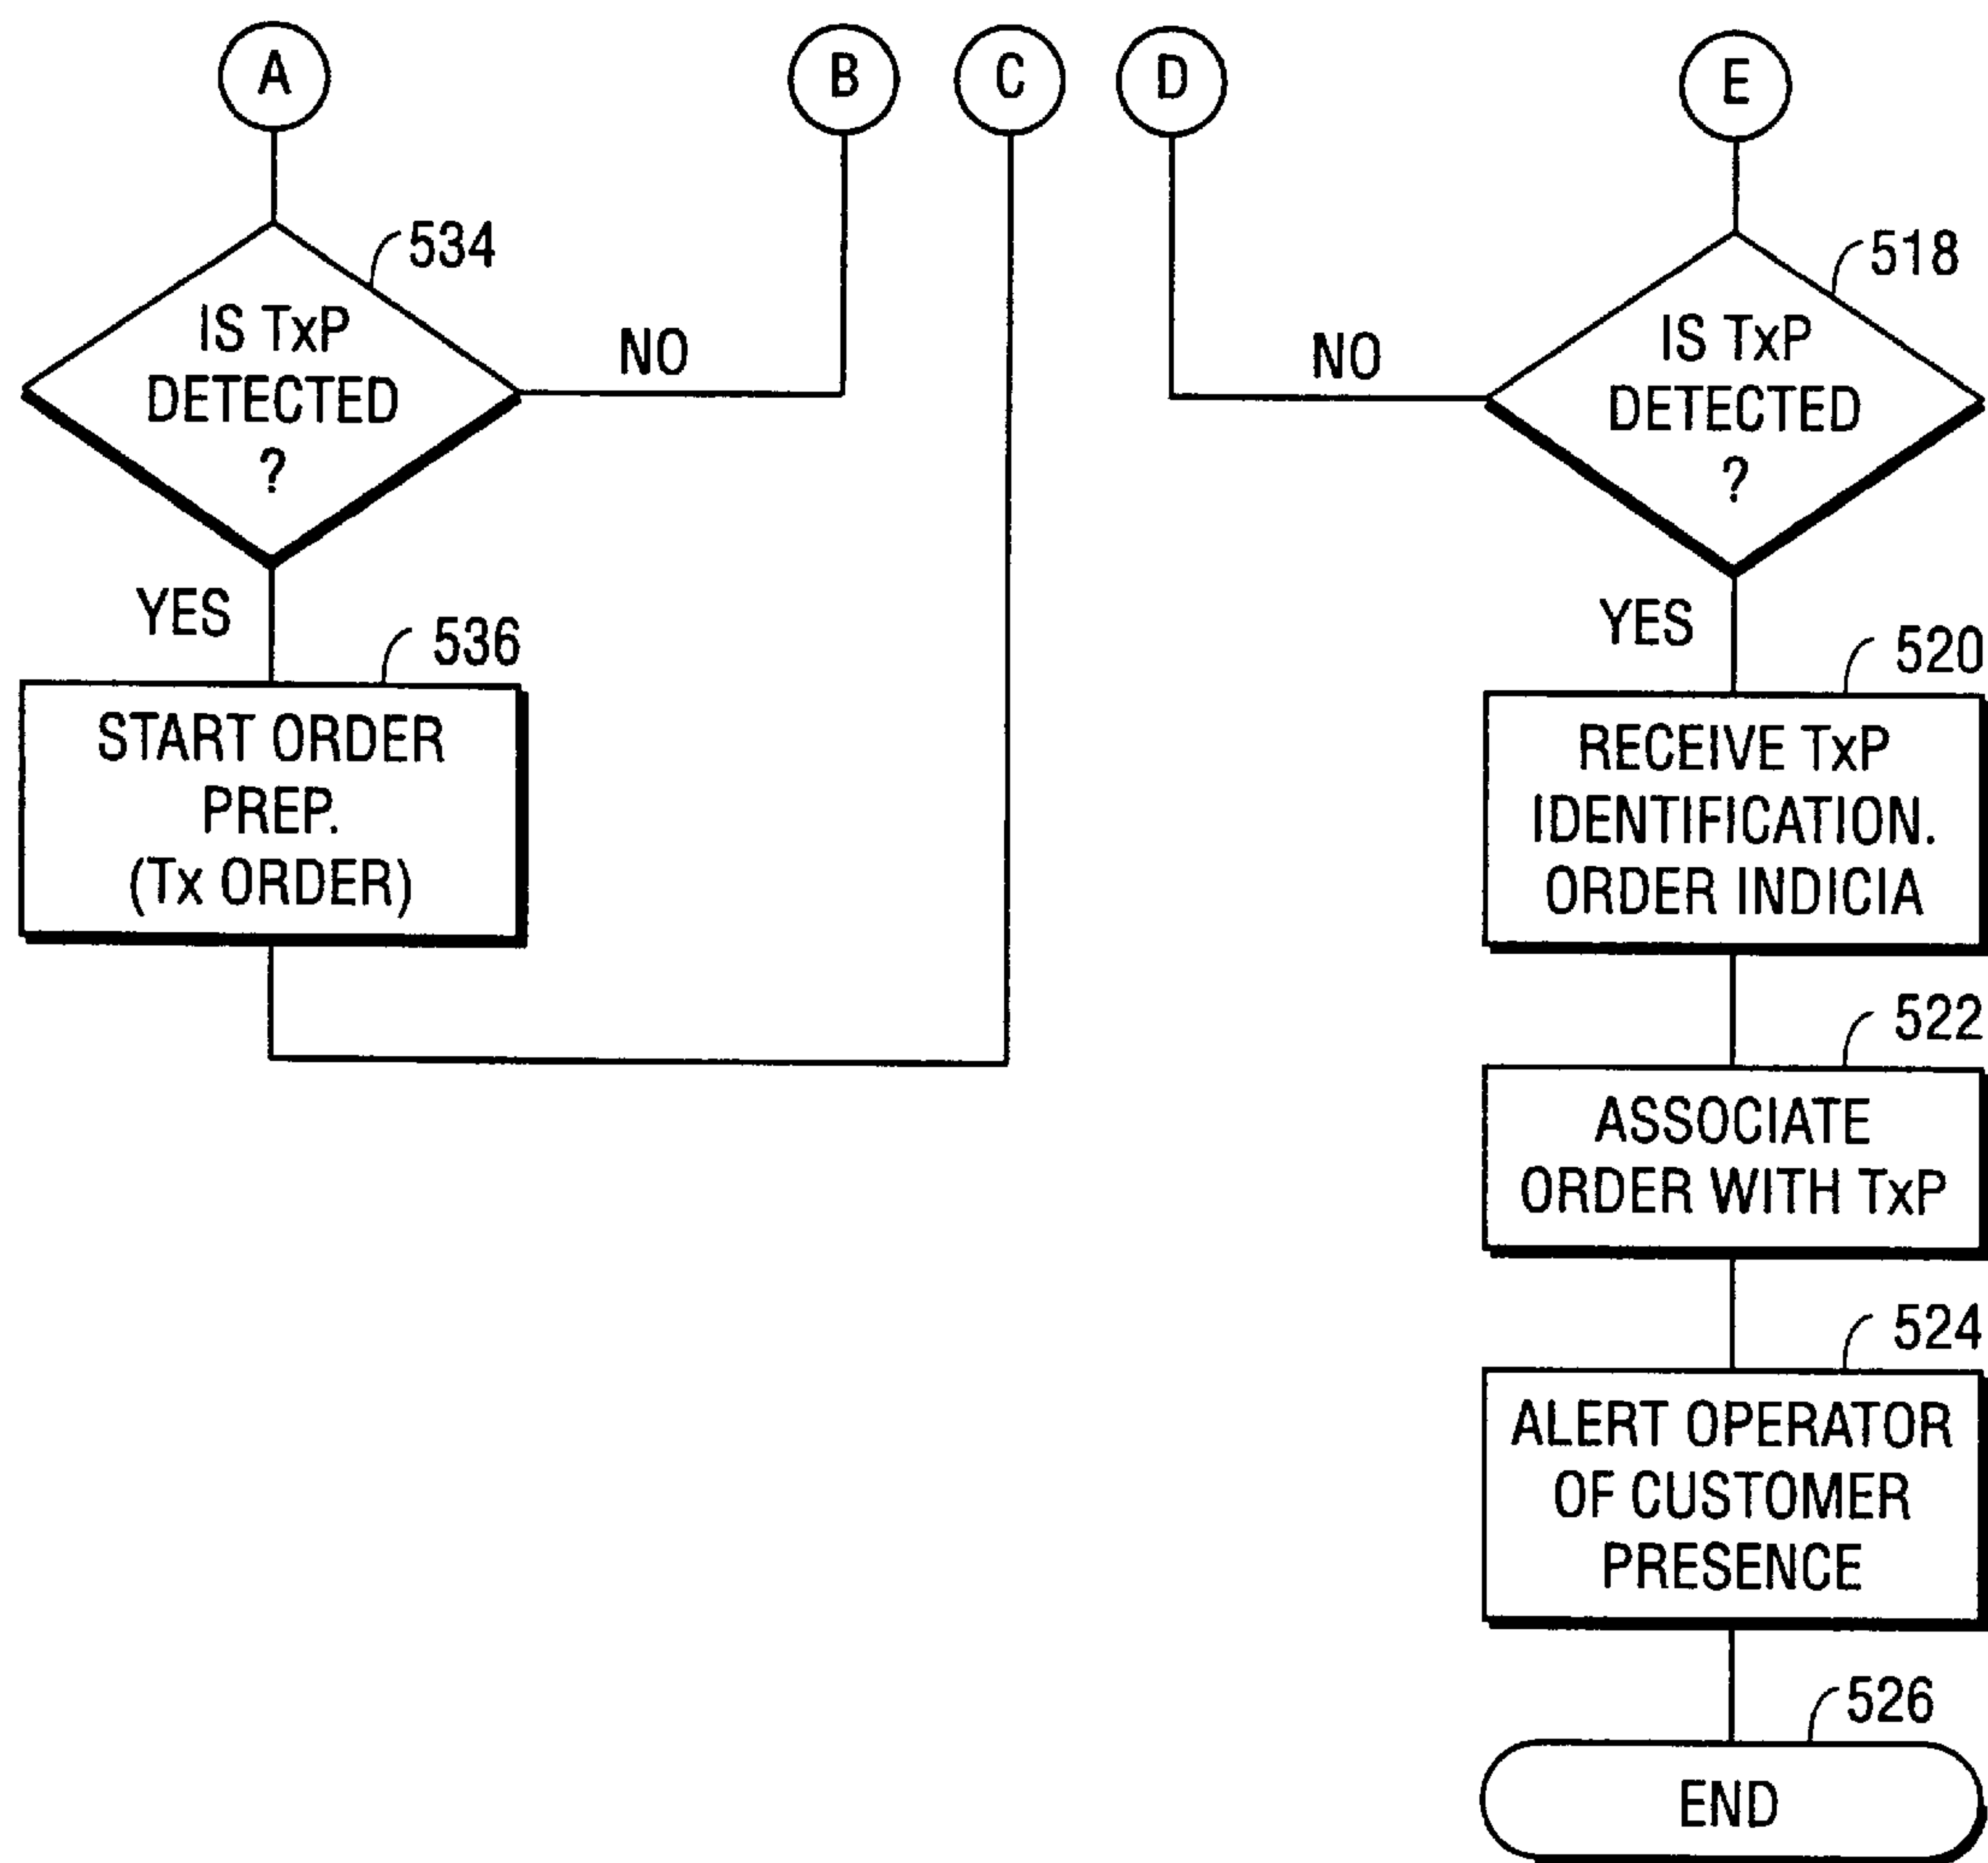 A
B
C
D
E
534
IS TxP
DETECTED
?
NO
YES
536
START ORDER
PREP.
(Tx ORDER)
518
IS TxP
DETECTED
?
NO
YES
520
RECEIVE TxP
IDENTIFICATION.
ORDER INDICIA
522
ASSOCIATE
ORDER WITH TxP
524
ALERT OPERATOR
OF CUSTOMER
PRESENCE
526
END